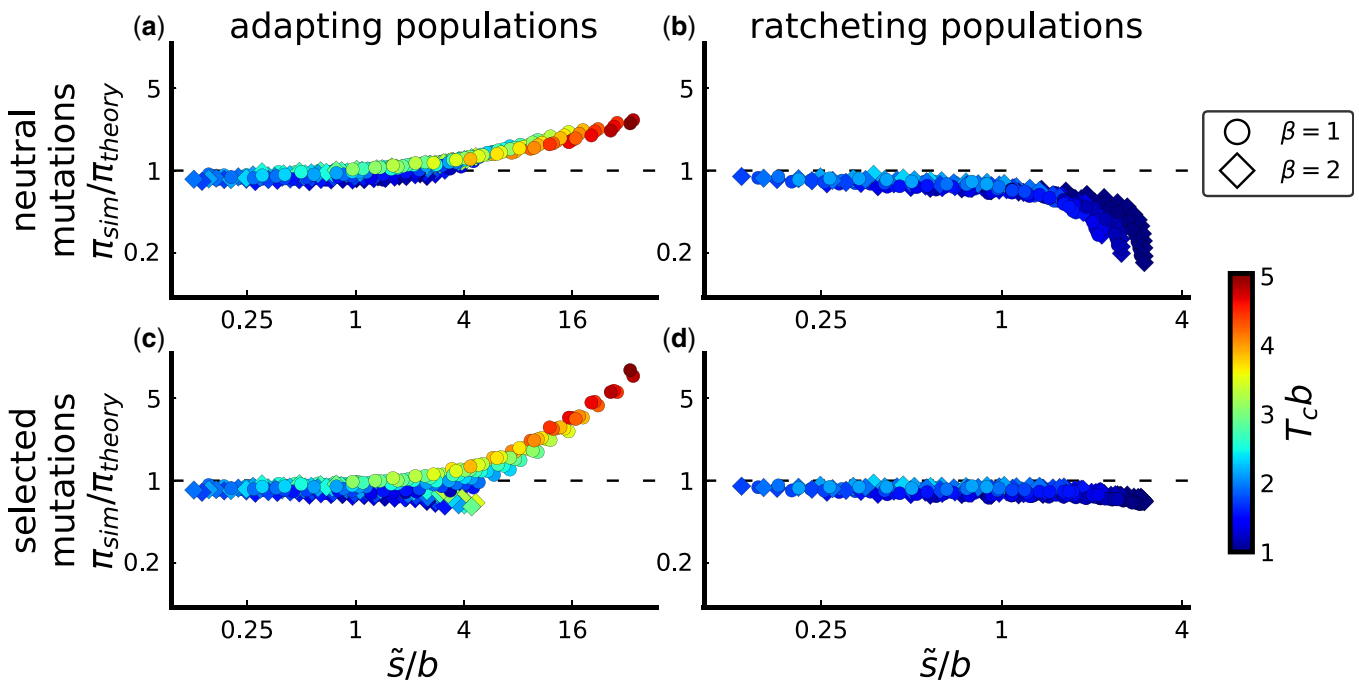 (a) adapting populations
(b) ratcheting populations
neutral
mutations
π_sim/π_theory
5
1
0.2
0.25 1 4 16
5
1
0.2
0.25 1 4
β = 1
β = 2
(c)
(d)
selected
mutations
π_sim/π_theory
5
1
0.2
0.25 1 4 16
s̃/b
5
1
0.2
0.25 1 4
s̃/b
5
4
3
2
1
T_c b